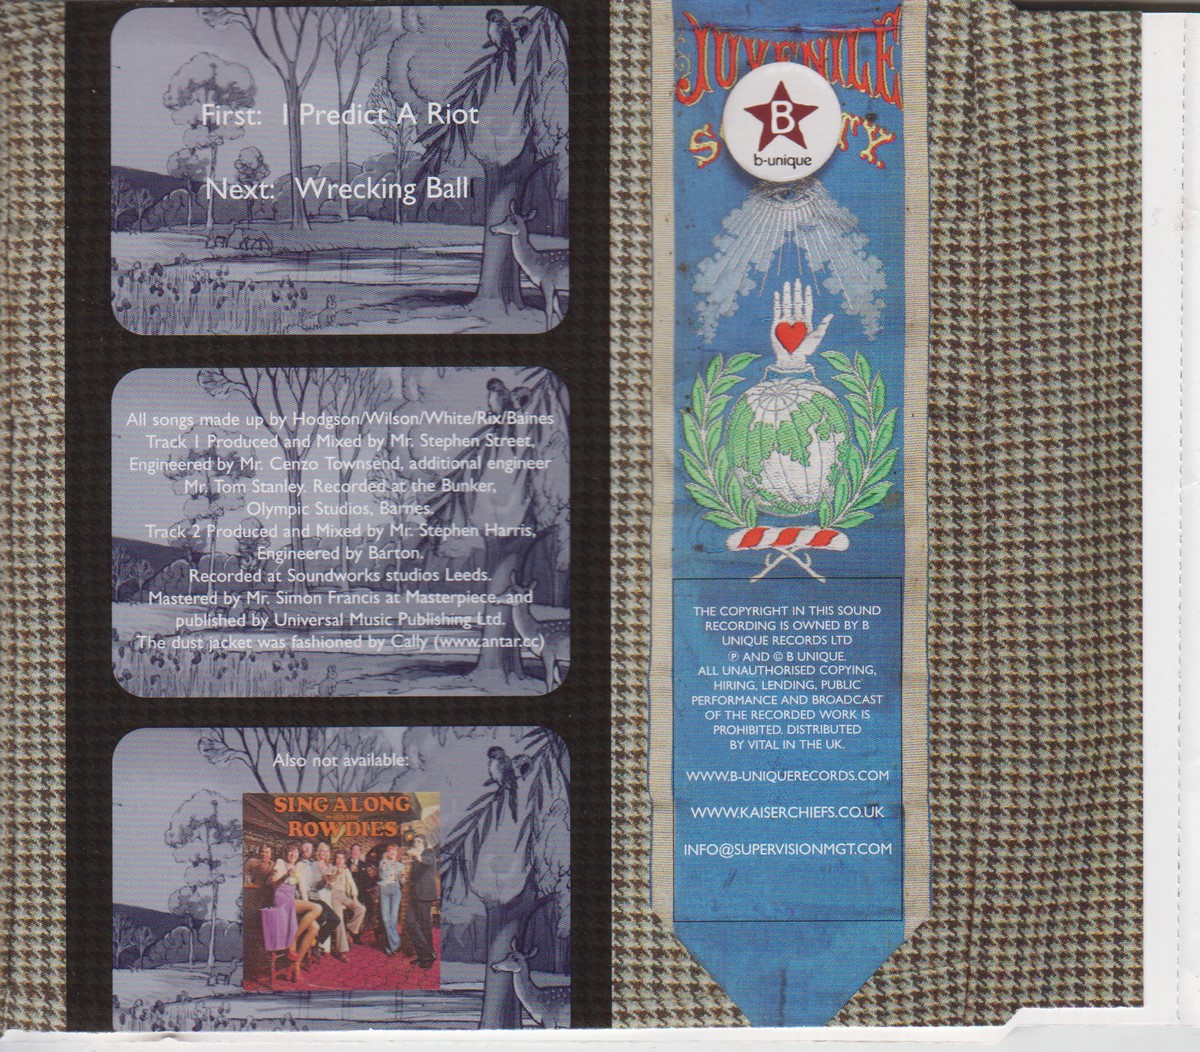 First: I Predict A Riot
Next: Wrecking Ball
All songs made up by Hodgson/Wilson/White/Rix/Baines
Track 1 Produced and Mixed by Mr. Stephen Street,
Engineered by Mr. Cenzo Townsend, additional engineer
Mr. Tom Stanley. Recorded at the Bunker,
Olympic Studios, Barnes.
Track 2 Produced and Mixed by Mr. Stephen Harris,
Engineered by Barton.
Recorded at Soundworks studios Leeds.
Mastered by Mr. Simon Francis at Masterpiece, and
published by Universal Music Publishing Ltd.
The dust jacket was fashioned by Cally (www.antar.cc)
Also not available:
SING ALONG
with the
ROWDIES
JUVENILE
S TY.
B
b-unique
THE COPYRIGHT IN THIS SOUND
RECORDING IS OWNED BY B
UNIQUE RECORDS LTD
℗ AND © B UNIQUE.
ALL UNAUTHORISED COPYING,
HIRING, LENDING, PUBLIC
PERFORMANCE AND BROADCAST
OF THE RECORDED WORK IS
PROHIBITED. DISTRIBUTED
BY VITAL IN THE UK.
WWW.B-UNIQUERECORDS.COM
WWW.KAISERCHIEFS.CO.UK
INFO@SUPERVISIONMGT.COM